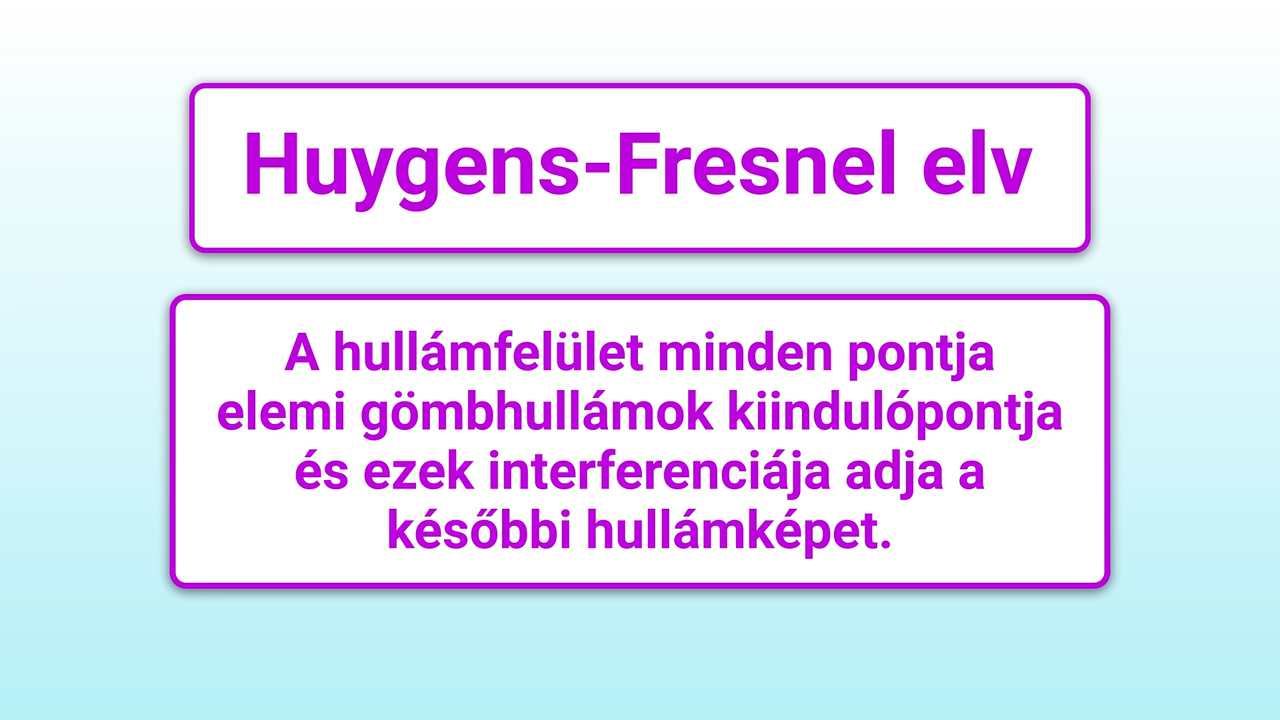 Huygens-Fresnel elv
A hullámfelület minden pontja
elemi gömbhullámok kiindulópontja
és ezek interferenciája adja a
későbbi hullámképet.